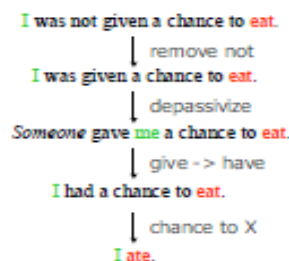 I was not given a chance to eat.
remove not
I was given a chance to eat.
depassivize
Someone gave me a chance to eat.
give -> have
I had a chance to eat.
chance to X
I ate.